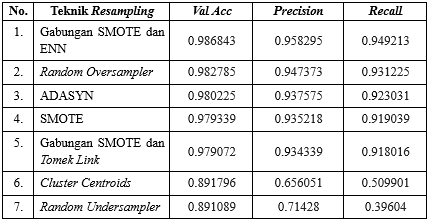 No. Teknik Resampling Val Acc Precision Recall
1. Gabungan SMOTE dan ENN 0.986843 0.958295 0.949213
2. Random Oversampler 0.982785 0.947373 0.931225
3. ADASYN 0.980225 0.937575 0.923031
4. SMOTE 0.979339 0.935218 0.919039
5. Gabungan SMOTE dan Tomek Link 0.979072 0.934339 0.918016
6. Cluster Centroids 0.891796 0.656051 0.509901
7. Random Undersampler 0.891089 0.71428 0.39604